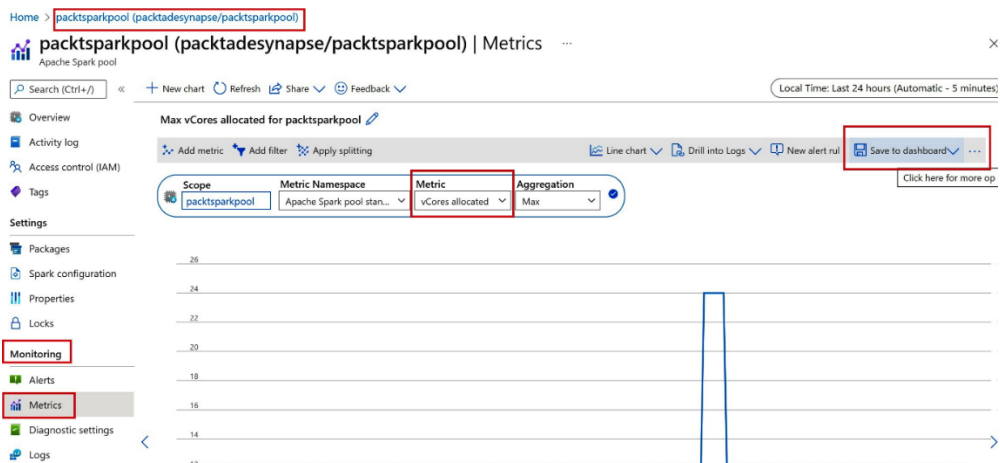 Home > packtsparkpool (packtadesynapse/packtsparkpool)
packtsparkpool (packtadesynapse/packtsparkpool) | Metrics ...
Apache Spark pool
Search (Ctrl+/) «
New chart Refresh Share Feedback
Local Time: Last 24 hours (Automatic - 5 minutes)
Overview
Activity log
Access control (IAM)
Tags
Settings
Packages
Spark configuration
Properties
Locks
Monitoring
Alerts
Metrics
Diagnostic settings
Logs
Max vCores allocated for packtsparkpool
Add metric Add filter Apply splitting
Line chart Drill into Logs New alert rul Save to dashboard ...
Click here for more op
Scope Metric Namespace Metric Aggregation
packtsparkpool Apache Spark pool stan... vCores allocated Max
26
24
22
20
18
16
14
12